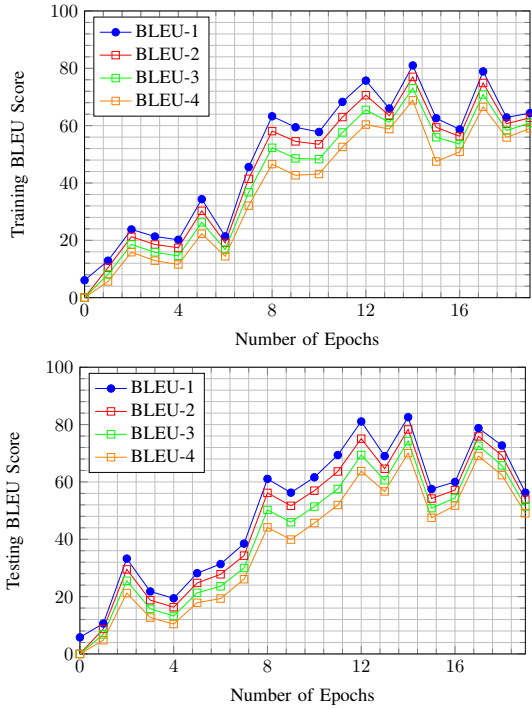 100
80
60
40
20
0
Training BLEU Score
BLEU-1
BLEU-2
BLEU-3
BLEU-4
0 4 8 12 16
Number of Epochs
100
80
60
40
20
0
Testing BLEU Score
BLEU-1
BLEU-2
BLEU-3
BLEU-4
0 4 8 12 16
Number of Epochs